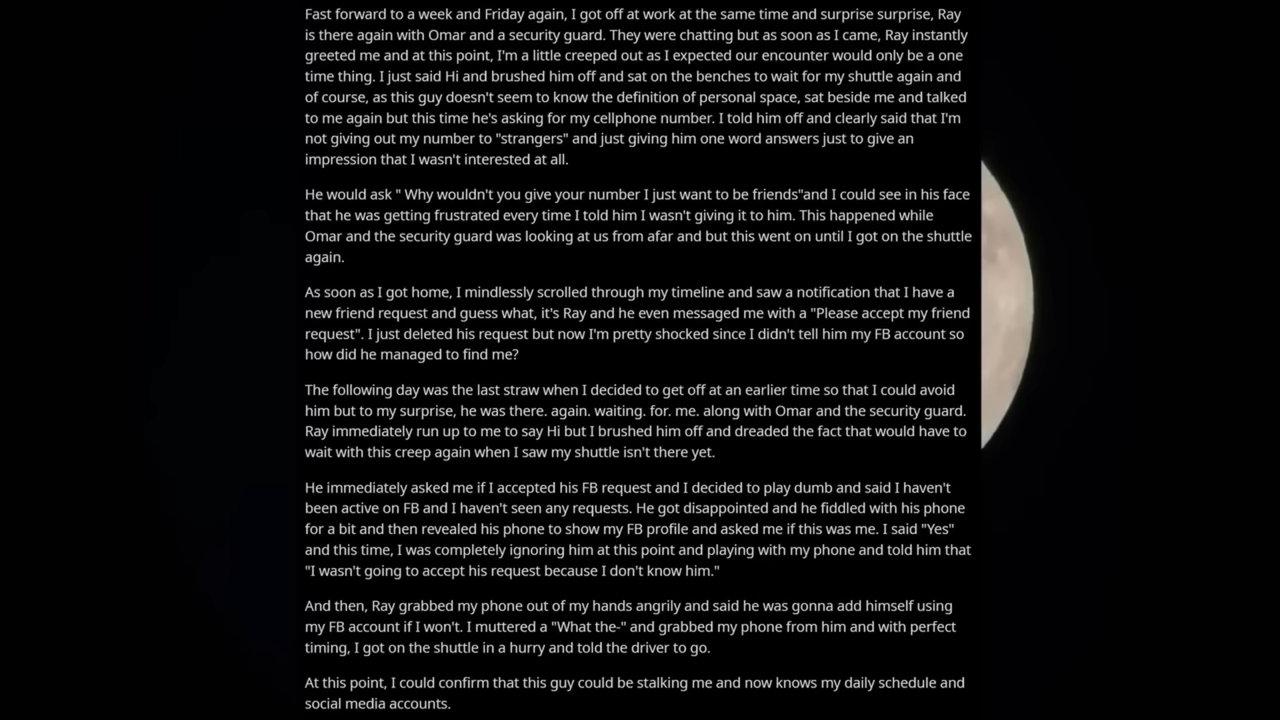 Fast forward to a week and Friday again, I got off at work at the same time and surprise surprise, Ray
is there again with Omar and a security guard. They were chatting but as soon as I came, Ray instantly
greeted me and at this point, I'm a little creeped out as I expected our encounter would only be a one
time thing. I just said Hi and brushed him off and sat on the benches to wait for my shuttle again and
of course, as this guy doesn't seem to know the definition of personal space, sat beside me and talked
to me again but this time he's asking for my cellphone number. I told him off and clearly said that I'm
not giving out my number to "strangers" and just giving him one word answers just to give an
impression that I wasn't interested at all.
He would ask " Why wouldn't you give your number I just want to be friends"and I could see in his face
that he was getting frustrated every time I told him I wasn't giving it to him. This happened while
Omar and the security guard was looking at us from afar and but this went on until I got on the shuttle
again.
As soon as I got home, I mindlessly scrolled through my timeline and saw a notification that I have a
new friend request and guess what, it's Ray and he even messaged me with a "Please accept my friend
request". I just deleted his request but now I'm pretty shocked since I didn't tell him my FB account so
how did he managed to find me?
The following day was the last straw when I decided to get off at an earlier time so that I could avoid
him but to my surprise, he was there. again. waiting. for. me. along with Omar and the security guard.
Ray immediately run up to me to say Hi but I brushed him off and dreaded the fact that would have to
wait with this creep again when I saw my shuttle isn't there yet.
He immediately asked me if I accepted his FB request and I decided to play dumb and said I haven't
been active on FB and I haven't seen any requests. He got disappointed and he fiddled with his phone
for a bit and then revealed his phone to show my FB profile and asked me if this was me. I said "Yes"
and this time, I was completely ignoring him at this point and playing with my phone and told him that
"I wasn't going to accept his request because I don't know him."
And then, Ray grabbed my phone out of my hands angrily and said he was gonna add himself using
my FB account if I won't. I muttered a "What the-" and grabbed my phone from him and with perfect
timing, I got on the shuttle in a hurry and told the driver to go.
At this point, I could confirm that this guy could be stalking me and now knows my daily schedule and
social media accounts.